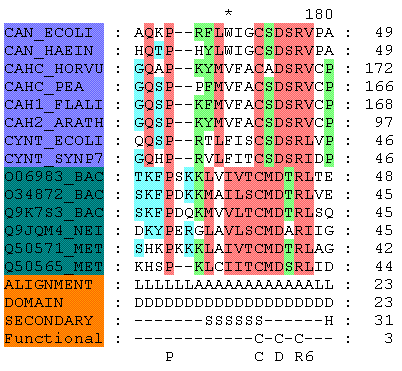 * 180
CAN_ECOLI : AQKP--RFLWIGCSDSRVPA : 49
CAN_HAEIN : HQTP--HYLWIGCSDSRVPA : 49
CAHC_HORVU : GQAP--KYMVFACADSRVCP : 172
CAHC_PEA : GQSP--PFMVFACSDSRVCP : 166
CAH1_FLALI : GQSP--KFMVFACSDSRVCP : 168
CAH2_ARATH : GQSP--KYMVFACSDSRVCP : 97
CYNT_ECOLI : QQSP--RTLFISCSDSRLVP : 46
CYNT_SYNP7 : GQHP--RVLFITCSDSRIDP : 46
O06983_BAC : TKFPSKKLVIVTCMDTRLTE : 48
O34872_BAC : SKFPDKKMAILSCMDTRLVE : 45
Q9K7S3_BAC : SKFPDQKMVVLTCMDTRLSQ : 45
Q9JQM4_NEI : DKYPERGLAVLSCMDARIIG : 45
Q50571_MET : SHKPKKKLAIVTCMDTRLAG : 42
Q50565_MET : KHSP---KLCIITCMDSRLID : 44
ALIGNMENT : LLLLLLAAAAAAAAAAAALL : 23
DOMAIN : DDDDDDDDDDDDDDDDDDDD : 23
SECONDARY : -------SSSSSS------H : 31
Functional : ------------C-C-R---- : 3
P C D R6